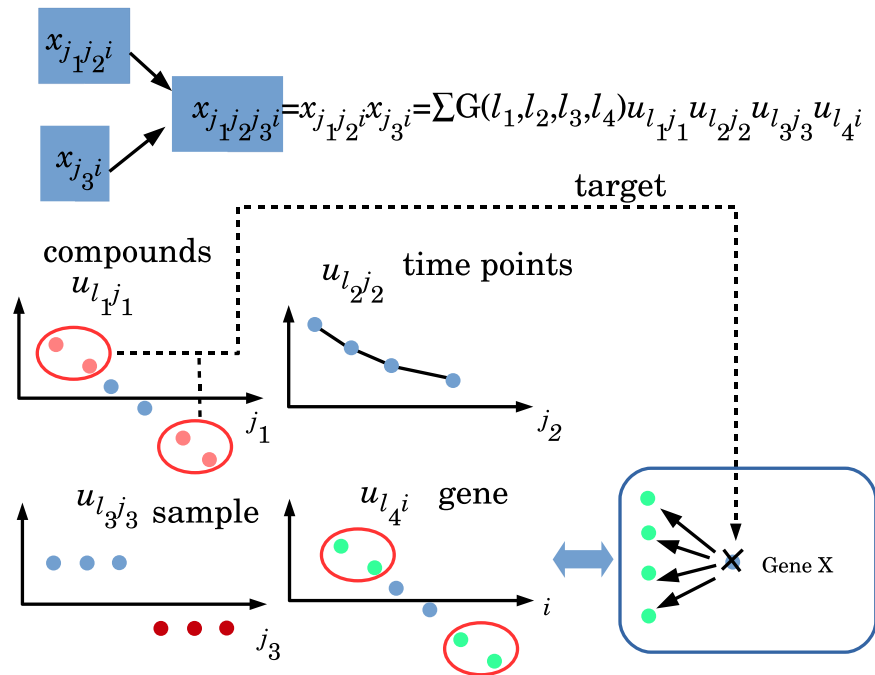 x_{j_1j_2i}
x_{j_3i}
x_{j_1j_2j_3i}=x_{j_1j_2i}x_{j_3i}=∑G(l_1,l_2,l_3,l_4)u_{l_1j_1}u_{l_2j_2}u_{l_3j_3}u_{l_4i}
target
compounds
u_{l_1j_1}
j_1
u_{l_2j_2} time points
j_2
u_{l_3j_3} sample
j_3
u_{l_4i} gene
i
Gene X